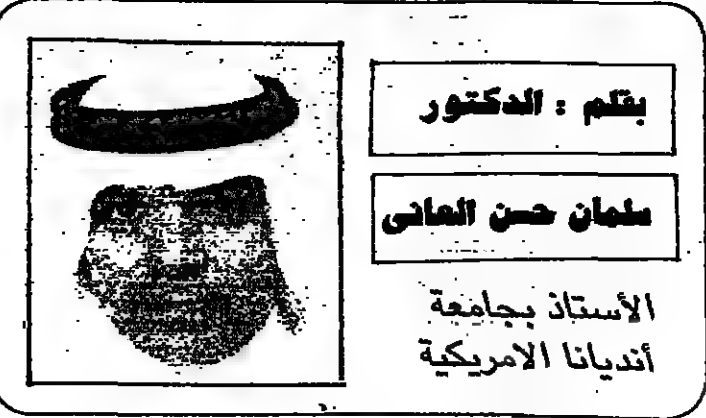 بقلم : الدكتور
سلمان حسن العانى
الأستاذ بجامعة
أنديانا الامريكية